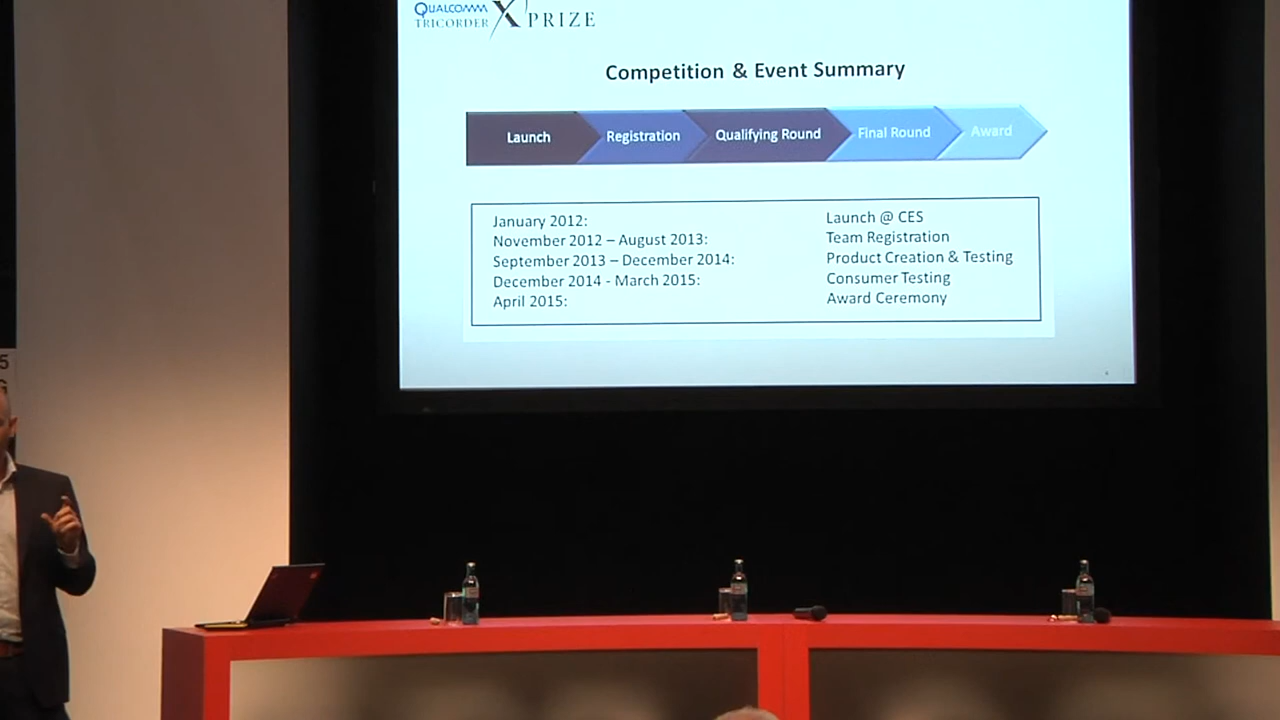 QUALCOMM
TRICORDER XPRIZE
Competition & Event Summary
Launch Registration Qualifying Round Final Round Award
January 2012: Launch @ CES
November 2012 – August 2013: Team Registration
September 2013 – December 2014: Product Creation & Testing
December 2014 - March 2015: Consumer Testing
April 2015: Award Ceremony
5